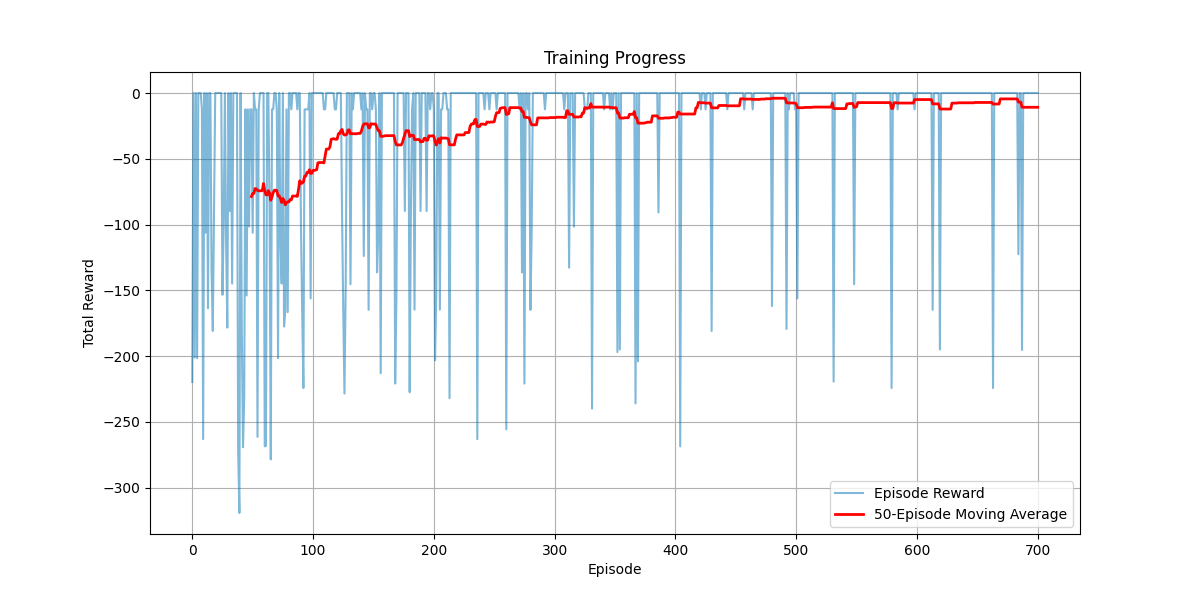 Training Progress
Total Reward
0
−50
−100
−150
−200
−250
−300
0 100 200 300 400 500 600 700
Episode
Episode Reward
50-Episode Moving Average